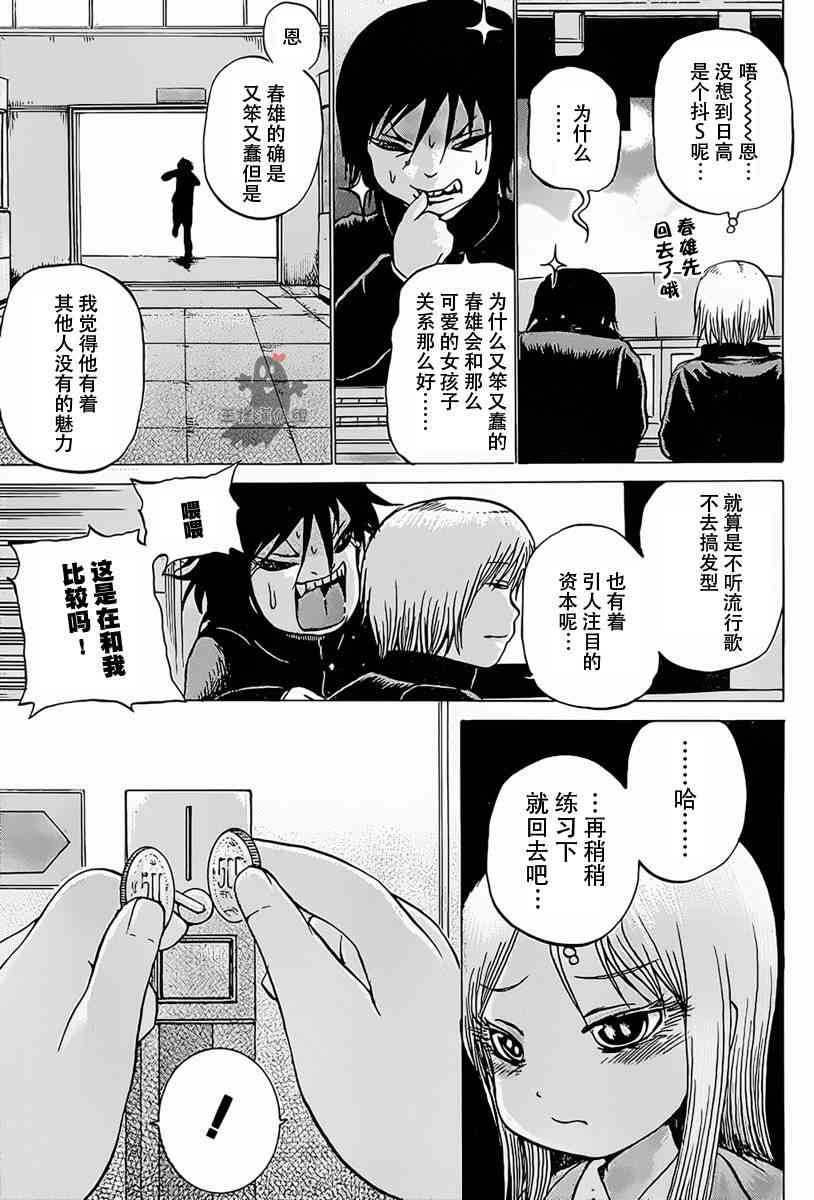 唔~~~~恩…
没想到日高
是个抖S呢…
为什么
~~
春雄先
回去了哦
为什么又笨又蠢的
春雄会和那么
可爱的女孩子
关系那么好……
恩
春雄的确是
又笨又蠢但是
我觉得他有着
其他人没有的魅力
就算是不听流行歌
不去搞发型
也有着
引人注目的
资本呢…
喂喂
这是在和我
比较吗！
……哈……
…再稍稍
练习下
就回去吧…
50
50
！